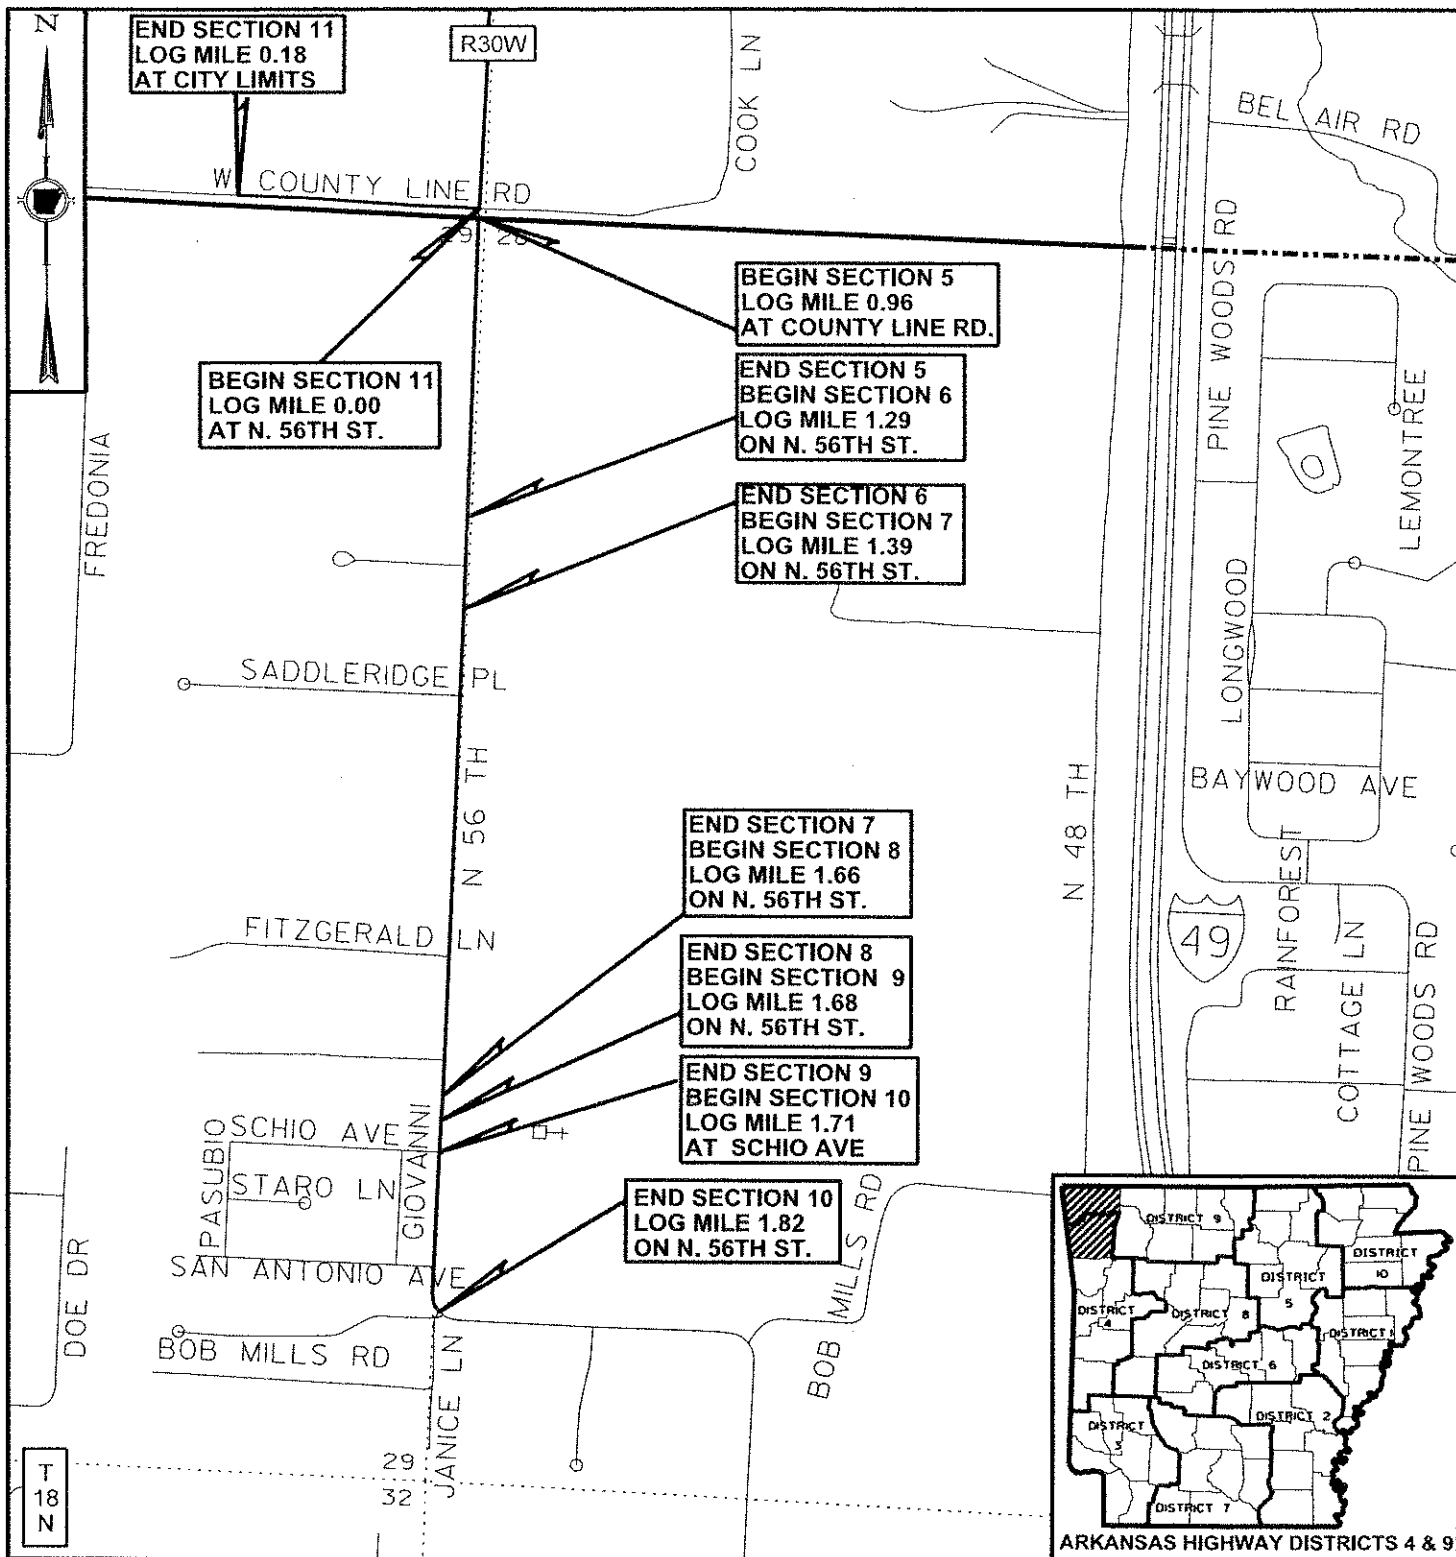 N
END SECTION 11
LOG MILE 0.18
AT CITY LIMITS
R30W
COOK LN
BEL AIR RD
W COUNTY LINE RD
29 28
PINE WOODS RD
BEGIN SECTION 5
LOG MILE 0.96
AT COUNTY LINE RD.
BEGIN SECTION 11
LOG MILE 0.00
AT N. 56TH ST.
END SECTION 5
BEGIN SECTION 6
LOG MILE 1.29
ON N. 56TH ST.
FREDONIA
LEMONTREE
END SECTION 6
BEGIN SECTION 7
LOG MILE 1.39
ON N. 56TH ST.
LONGWOOD
SADDLERIDGE PL
N 56 TH
N 48 TH
BAYWOOD AVE
END SECTION 7
BEGIN SECTION 8
LOG MILE 1.66
ON N. 56TH ST.
RAINFOREST
FITZGERALD LN
49
COTTAGE LN
PINE WOODS RD
END SECTION 8
BEGIN SECTION 9
LOG MILE 1.68
ON N. 56TH ST.
END SECTION 9
BEGIN SECTION 10
LOG MILE 1.71
AT SCHIO AVE
SCHIO AVE
PASUBIO
GIOVANNI
STARO LN
END SECTION 10
LOG MILE 1.82
ON N. 56TH ST.
SAN ANTONIO AVE
DOE DR
BOB MILLS RD
BOB MILLS RD
JANICE LN
29
32
T
18
N
DISTRICT 9
DISTRICT
10
DISTRICT
5
DISTRICT
4
DISTRICT 8
DISTRICT 1
DISTRICT 6
DISTRICT 2
DISTRICT
3
DISTRICT 7
ARKANSAS HIGHWAY DISTRICTS 4 & 9